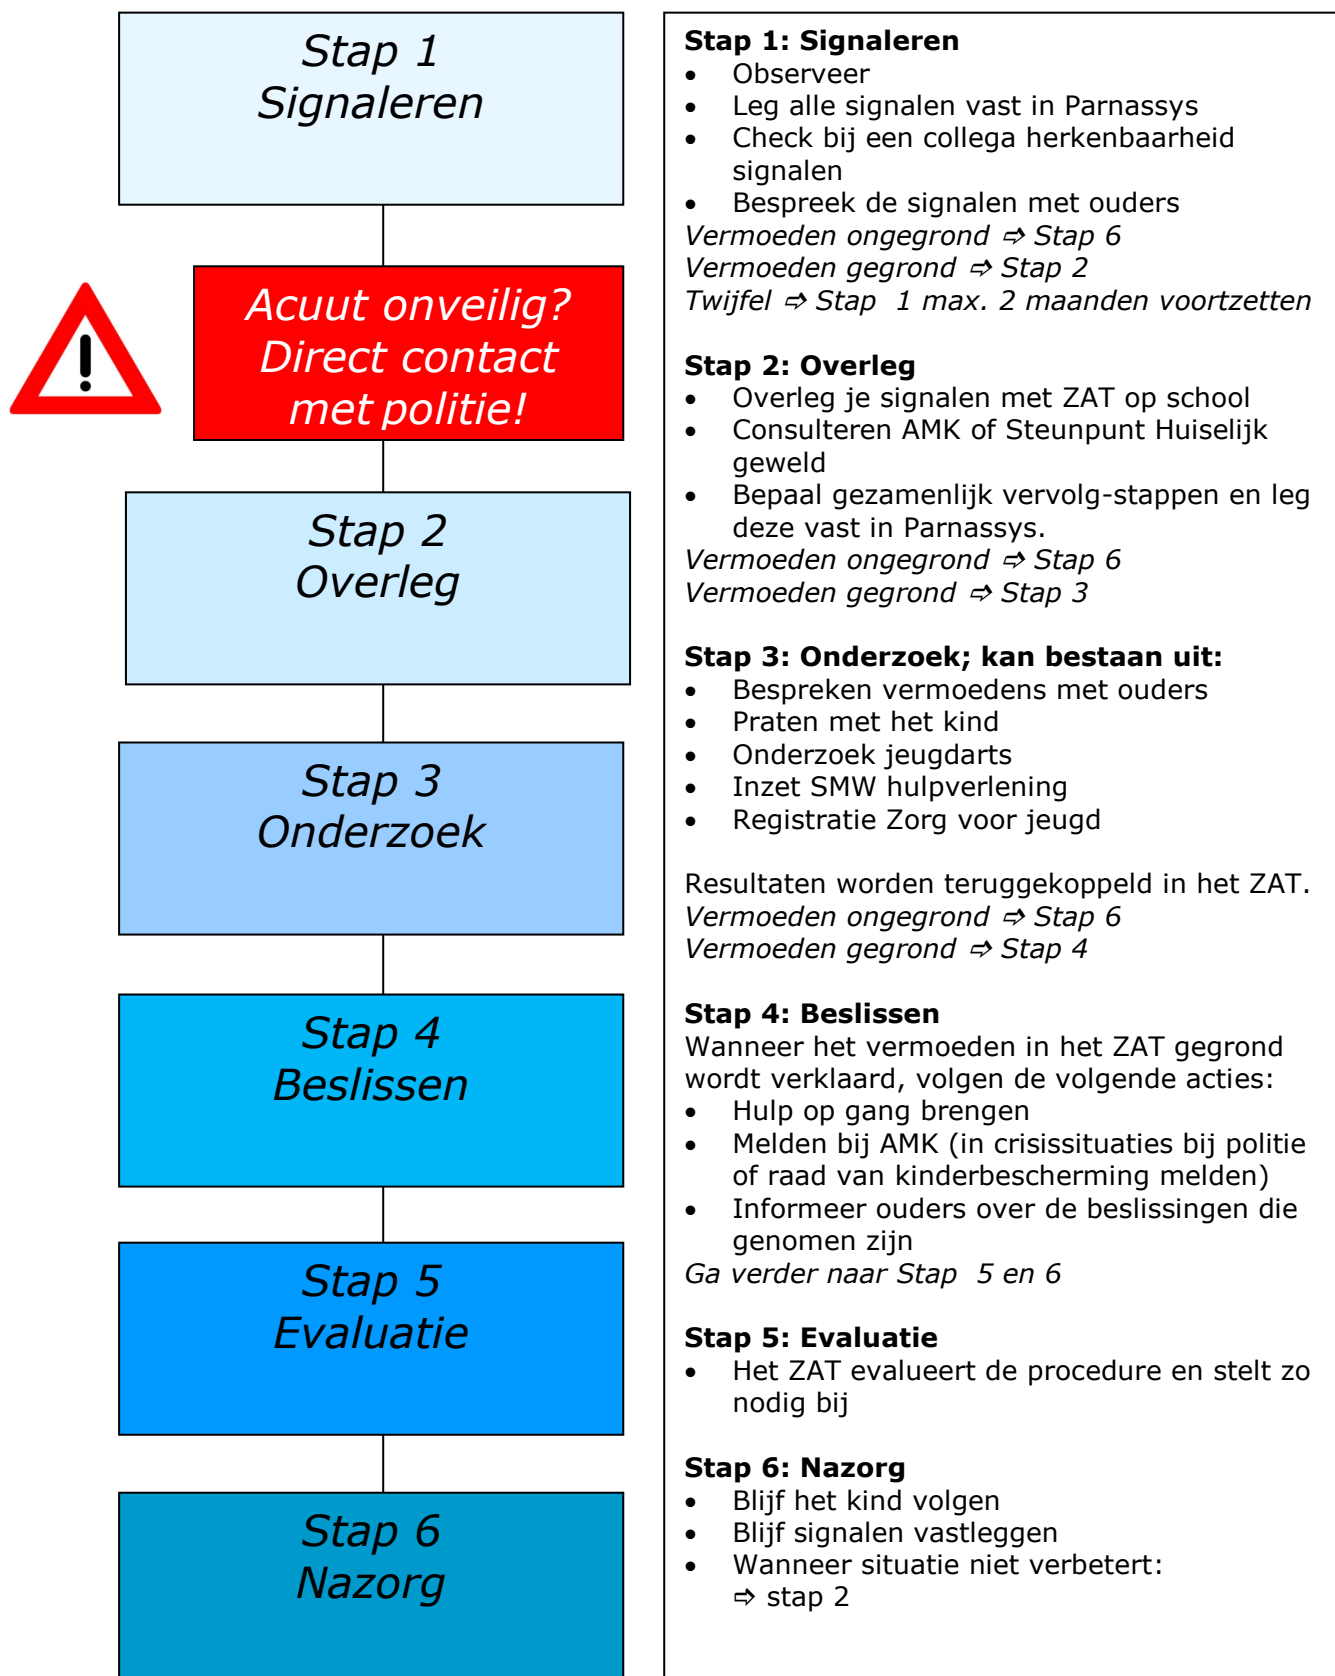 Stap 1
Signaleren
Acuut onveilig?
Direct contact
met politie!
Stap 2
Overleg
Stap 3
Onderzoek
Stap 4
Beslissen
Stap 5
Evaluatie
Stap 6
Nazorg
Stap 1: Signaleren
• Observeer
• Leg alle signalen vast in Parnassys
• Check bij een collega herkenbaarheid
signalen
• Bespreek de signalen met ouders
Vermoeden ongegrond ⇨ Stap 6
Vermoeden gegrond ⇨ Stap 2
Twijfel ⇨ Stap 1 max. 2 maanden voortzetten
Stap 2: Overleg
• Overleg je signalen met ZAT op school
• Consulteren AMK of Steunpunt Huiselijk
geweld
• Bepaal gezamenlijk vervolg-stappen en leg
deze vast in Parnassys.
Vermoeden ongegrond ⇨ Stap 6
Vermoeden gegrond ⇨ Stap 3
Stap 3: Onderzoek; kan bestaan uit:
• Bespreken vermoedens met ouders
• Praten met het kind
• Onderzoek jeugdarts
• Inzet SMW hulpverlening
• Registratie Zorg voor jeugd
Resultaten worden teruggekoppeld in het ZAT.
Vermoeden ongegrond ⇨ Stap 6
Vermoeden gegrond ⇨ Stap 4
Stap 4: Beslissen
Wanneer het vermoeden in het ZAT gegrond
wordt verklaard, volgen de volgende acties:
• Hulp op gang brengen
• Melden bij AMK (in crisissituaties bij politie
of raad van kinderbescherming melden)
• Informeer ouders over de beslissingen die
genomen zijn
Ga verder naar Stap 5 en 6
Stap 5: Evaluatie
• Het ZAT evalueert de procedure en stelt zo
nodig bij
Stap 6: Nazorg
• Blijf het kind volgen
• Blijf signalen vastleggen
• Wanneer situatie niet verbetert:
⇨ stap 2